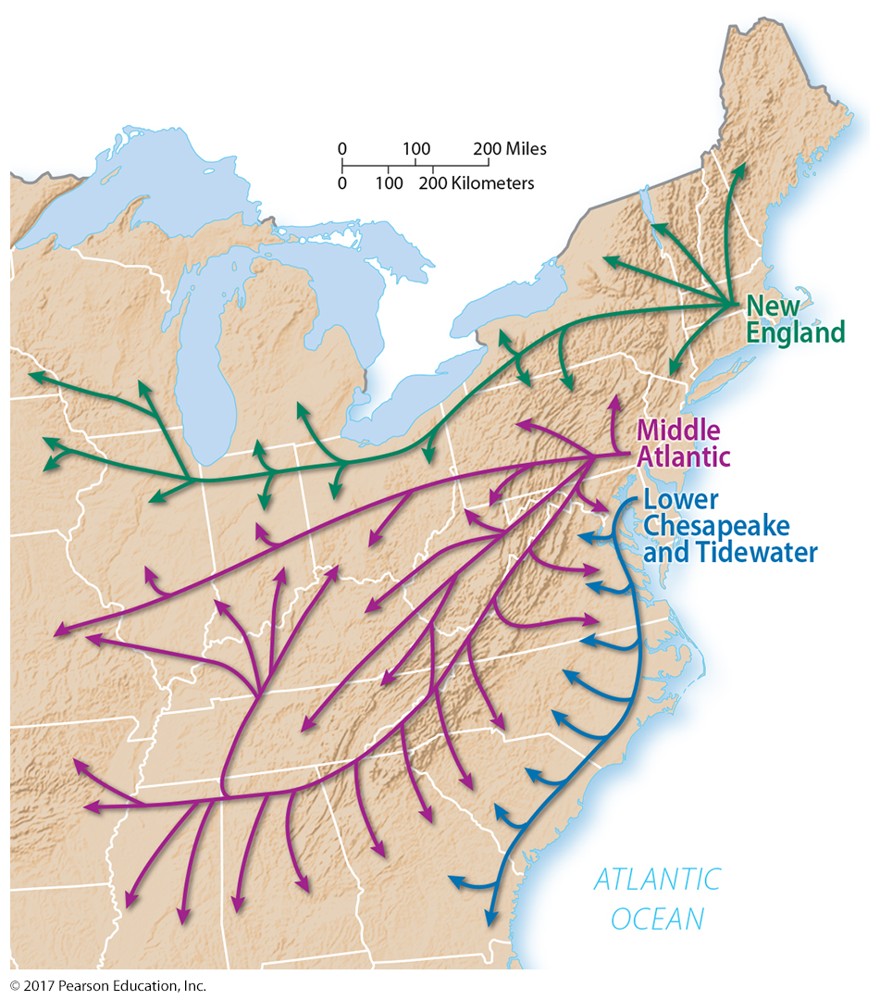 0 100 200 Miles
0 100 200 Kilometers
New
England
Middle
Atlantic
Lower
Chesapeake
and Tidewater
ATLANTIC
OCEAN
© 2017 Pearson Education, Inc.